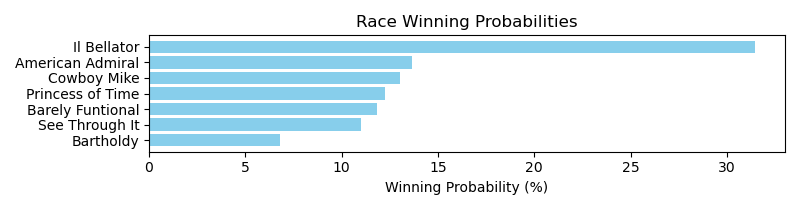 Race Winning Probabilities
Il Bellator
American Admiral
Cowboy Mike
Princess of Time
Barely Funtional
See Through It
Bartholdy
0 5 10 15 20 25 30
Winning Probability (%)